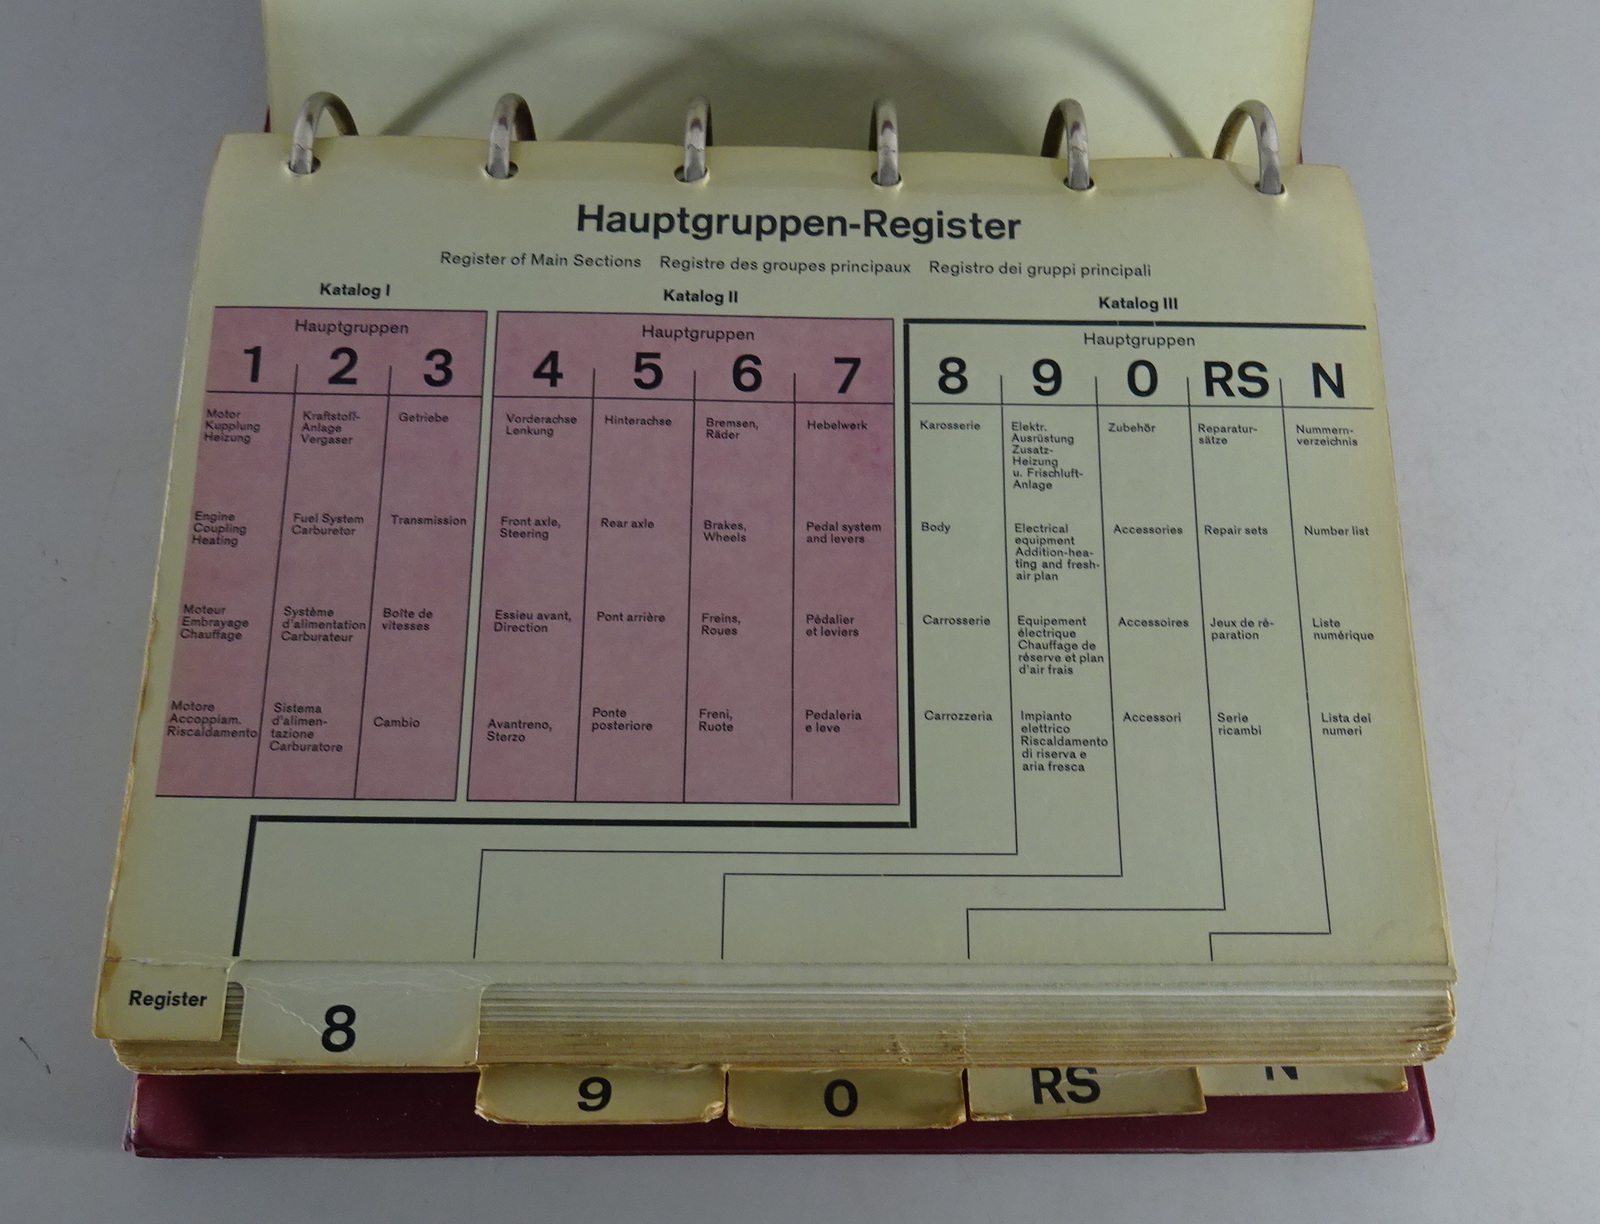 Hauptgruppen-Register
Register of Main Sections Registre des groupes principaux Registro dei gruppi principali
Katalog I
Katalog II
Katalog III
Hauptgruppen
Hauptgruppen
Hauptgruppen
1 2 3
4 5 6 7
8 9 0 RS N
Motor
Kupplung
Heizung
Kraftstoff-
Anlage
Vergaser
Getriebe
Vorderachse
Lenkung
Hinterachse
Bremsen,
Räder
Hebelwerk
Karosserie
Elektr.
Ausrüstung
Zusatz-
Heizung
u. Frischluft-
Anlage
Zubehör
Reparatur-
sätze
Nummern-
verzeichnis
Engine
Coupling
Heating
Fuel System
Carburetor
Transmission
Front axle,
Steering
Rear axle
Brakes,
Wheels
Pedal system
and levers
Body
Electrical
equipment
Addition-hea-
ting and fresh-
air plan
Accessories
Repair sets
Number list
Moteur
Embrayage
Chauffage
Système
d'alimentation
Carburateur
Boîte de
vitesses
Essieu avant,
Direction
Pont arrière
Freins,
Roues
Pédalier
et leviers
Carrosserie
Equipement
électrique
Chauffage de
réserve et plan
d'air frais
Accessoires
Jeux de ré-
paration
Liste
numérique
Motore
Accoppiam.
Riscaldamento
Sistema
d'alimen-
tazione
Carburatore
Cambio
Avantreno,
Sterzo
Ponte
posteriore
Freni,
Ruote
Pedaleria
e leve
Carrozzeria
Impianto
elettrico
Riscaldamento
di riserva e
aria fresca
Accessori
Serie
ricambi
Lista dei
numeri
Register
8
9
0
RS
N